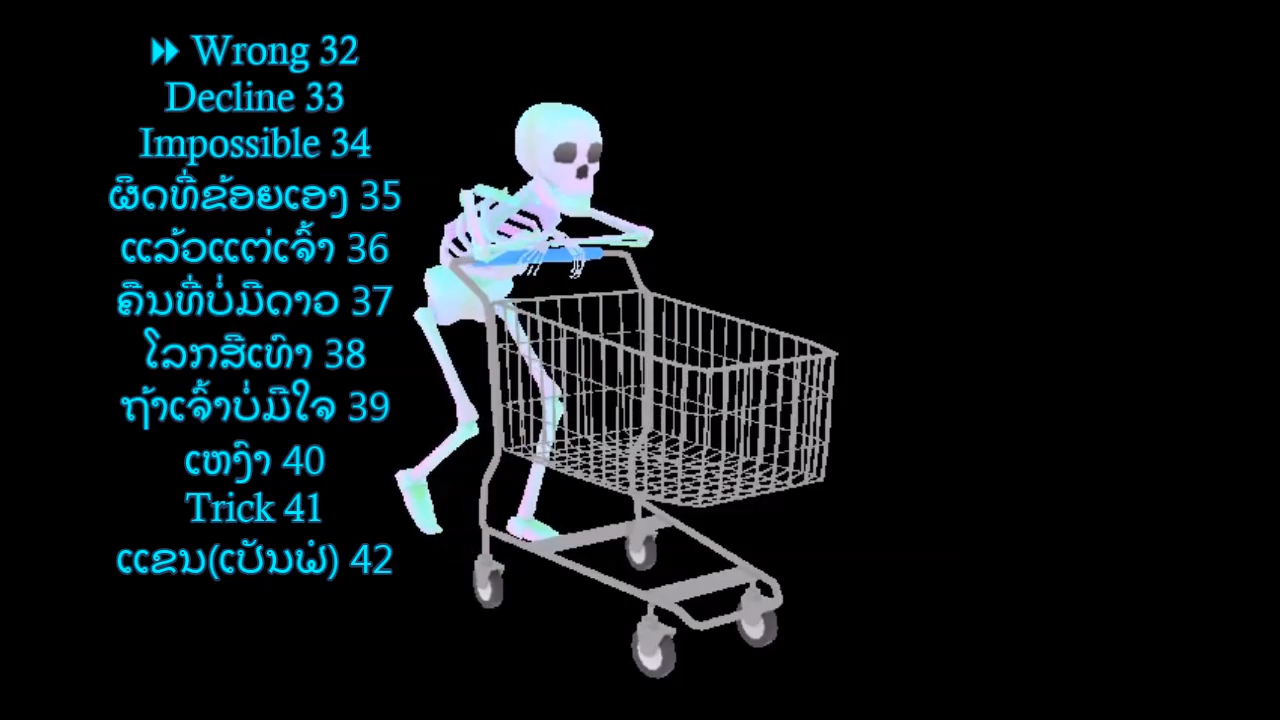 Wrong 32
Decline 33
Impossible 34
ຜິດທີ່ຂ້ອຍເອງ 35
ແລ້ວແຕ່ເຈົ້າ 36
ຄືນທີ່ບໍ່ມີດາວ 37
ໂລກສີເທົາ 38
ຖ້າເຈົ້າບໍ່ມີໃຈ 39
ເຫງົາ 40
Trick 41
ແຂນ(ເປັນຟໍ) 42